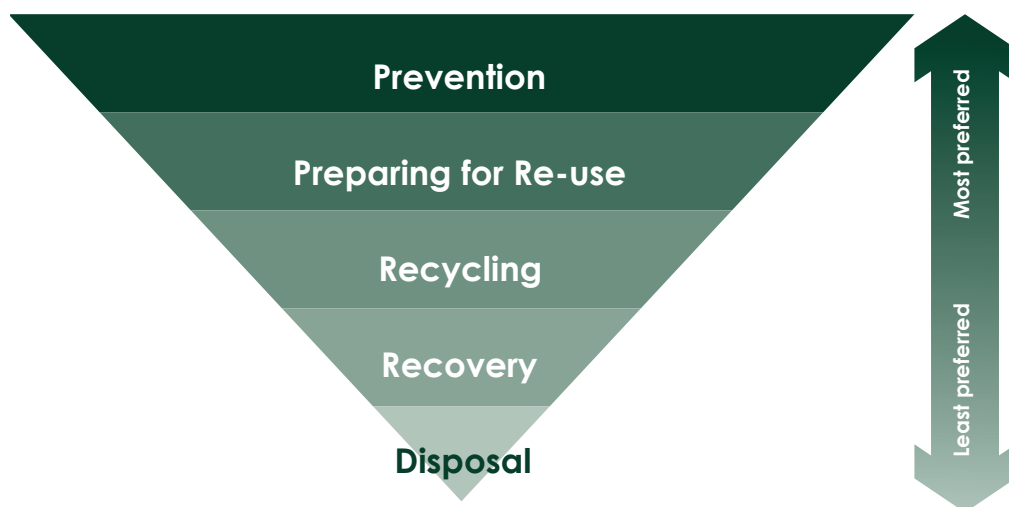 Prevention
Preparing for Re-use
Recycling
Recovery
Disposal
Most preferred
Least preferred